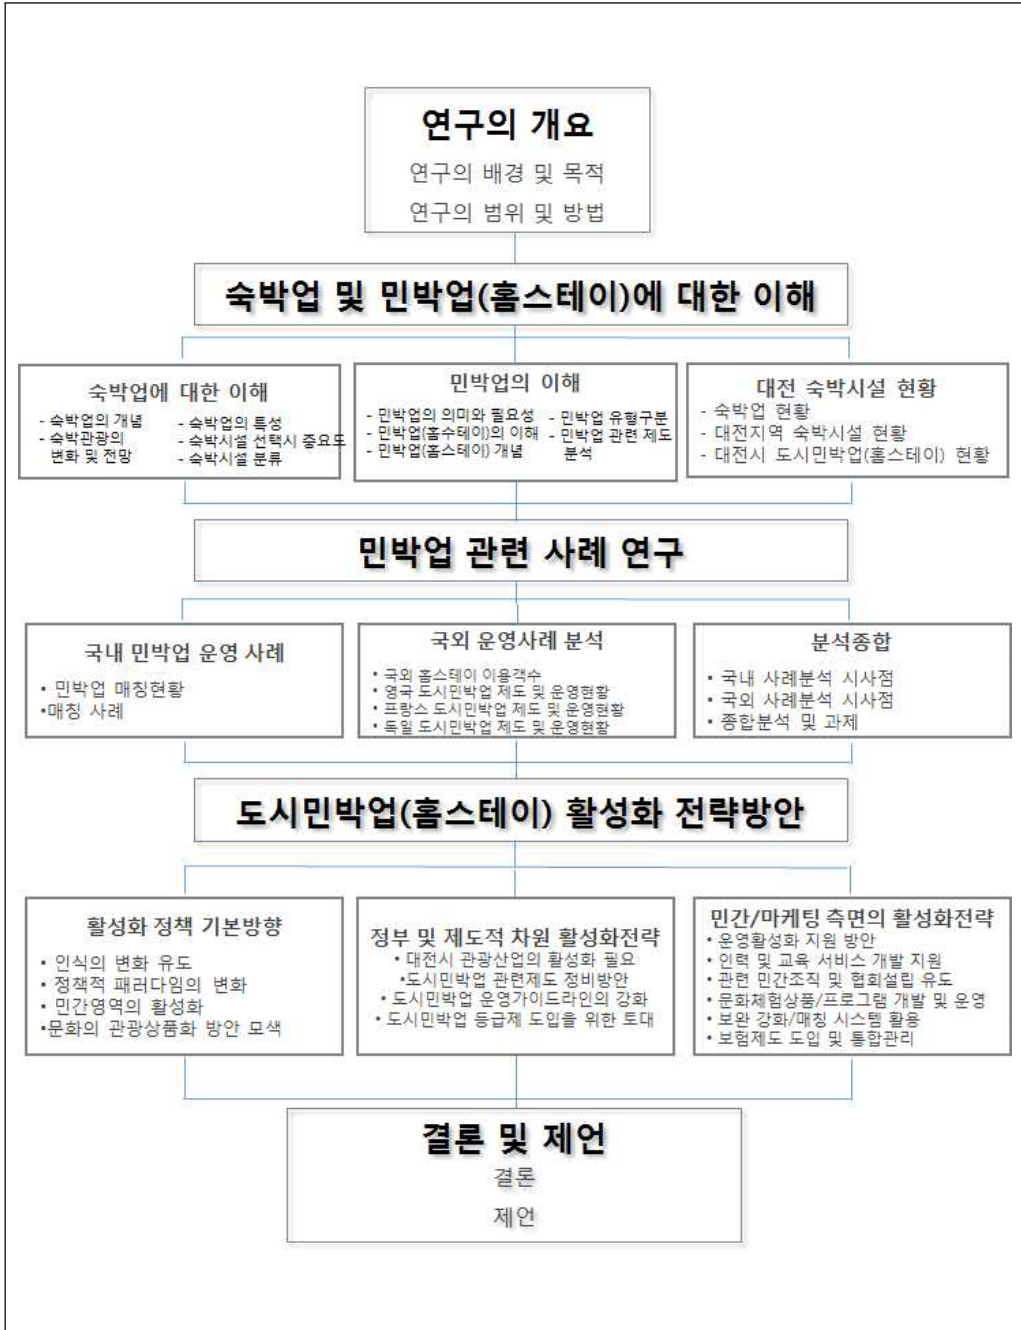 연구의 개요
연구의 배경 및 목적
연구의 범위 및 방법
숙박업 및 민박업(홈스테이)에 대한 이해
숙박업에 대한 이해
- 숙박업의 개념
- 숙박관광의
변화 및 전망
- 숙박업의 특성
- 숙박시설 선택시 중요도
- 숙박시설 분류
민박업의 이해
- 민박업의 의미와 필요성
- 민박업(홈수테이)의 이해
- 민박업(홈스테이) 개념
- 민박업 유형구분
- 민박업 관련 제도
분석
대전 숙박시설 현황
- 숙박업 현황
- 대전지역 숙박시설 현황
- 대전시 도시민박업(홈스테이) 현황
민박업 관련 사례 연구
국내 민박업 운영 사례
• 민박업 매칭현황
•매칭 사례
국외 운영사례 분석
• 국외 홈스테이 이용객수
• 영국 도시민박업 제도 및 운영현황
• 프랑스 도시민박업 제도 및 운영현황
• 독일 도시민박업 제도 및 운영현황
분석종합
• 국내 사례분석 시사점
• 국외 사례분석 시사점
• 종합분석 및 과제
도시민박업(홈스테이) 활성화 전략방안
활성화 정책 기본방향
• 인식의 변화 유도
• 정책적 패러다임의 변화
• 민간영역의 활성화
•문화의 관광상품화 방안 모색
정부 및 제도적 차원 활성화전략
• 대전시 관광산업의 활성화 필요
•도시민박업 관련제도 정비방안
• 도시민박업 운영가이드라인의 강화
• 도시민박업 등급제 도입을 위한 토대
민간/마케팅 측면의 활성화전략
• 운영활성화 지원 방안
• 인력 및 교육 서비스 개발 지원
• 관련 민간조직 및 협회설립 유도
• 문화체험상품/프로그램 개발 및 운영
• 보완 강화/매칭 시스템 활용
• 보험제도 도입 및 통합관리
결론 및 제언
결론
제언